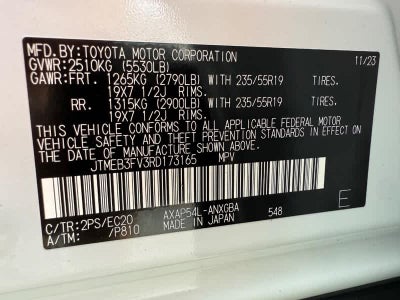 MFD.BY:TOYOTA MOTOR CORPORATION 11/23
GVWR:2510KG (5530LB)
GAWR:FRT. 1265KG (2790LB) WITH 235/55R19 TIRES.
19X7 1/2J RIMS.
RR. 1315KG (2900LB) WITH 235/55R19 TIRES.
19X7 1/2J RIMS.
THIS VEHICLE CONFORMS TO ALL APPLICABLE FEDERAL MOTOR
VEHICLE SAFETY STANDARDS IN EFFECT ON THE
DATE OF MANUFACTURE SHOWN ABOVE.
JTMEB3FV3RD173165 MPV
C/TR:2PS/EC20 AXAP54L-ANXGBA 548 E
A/TM: /P810 MADE IN JAPAN